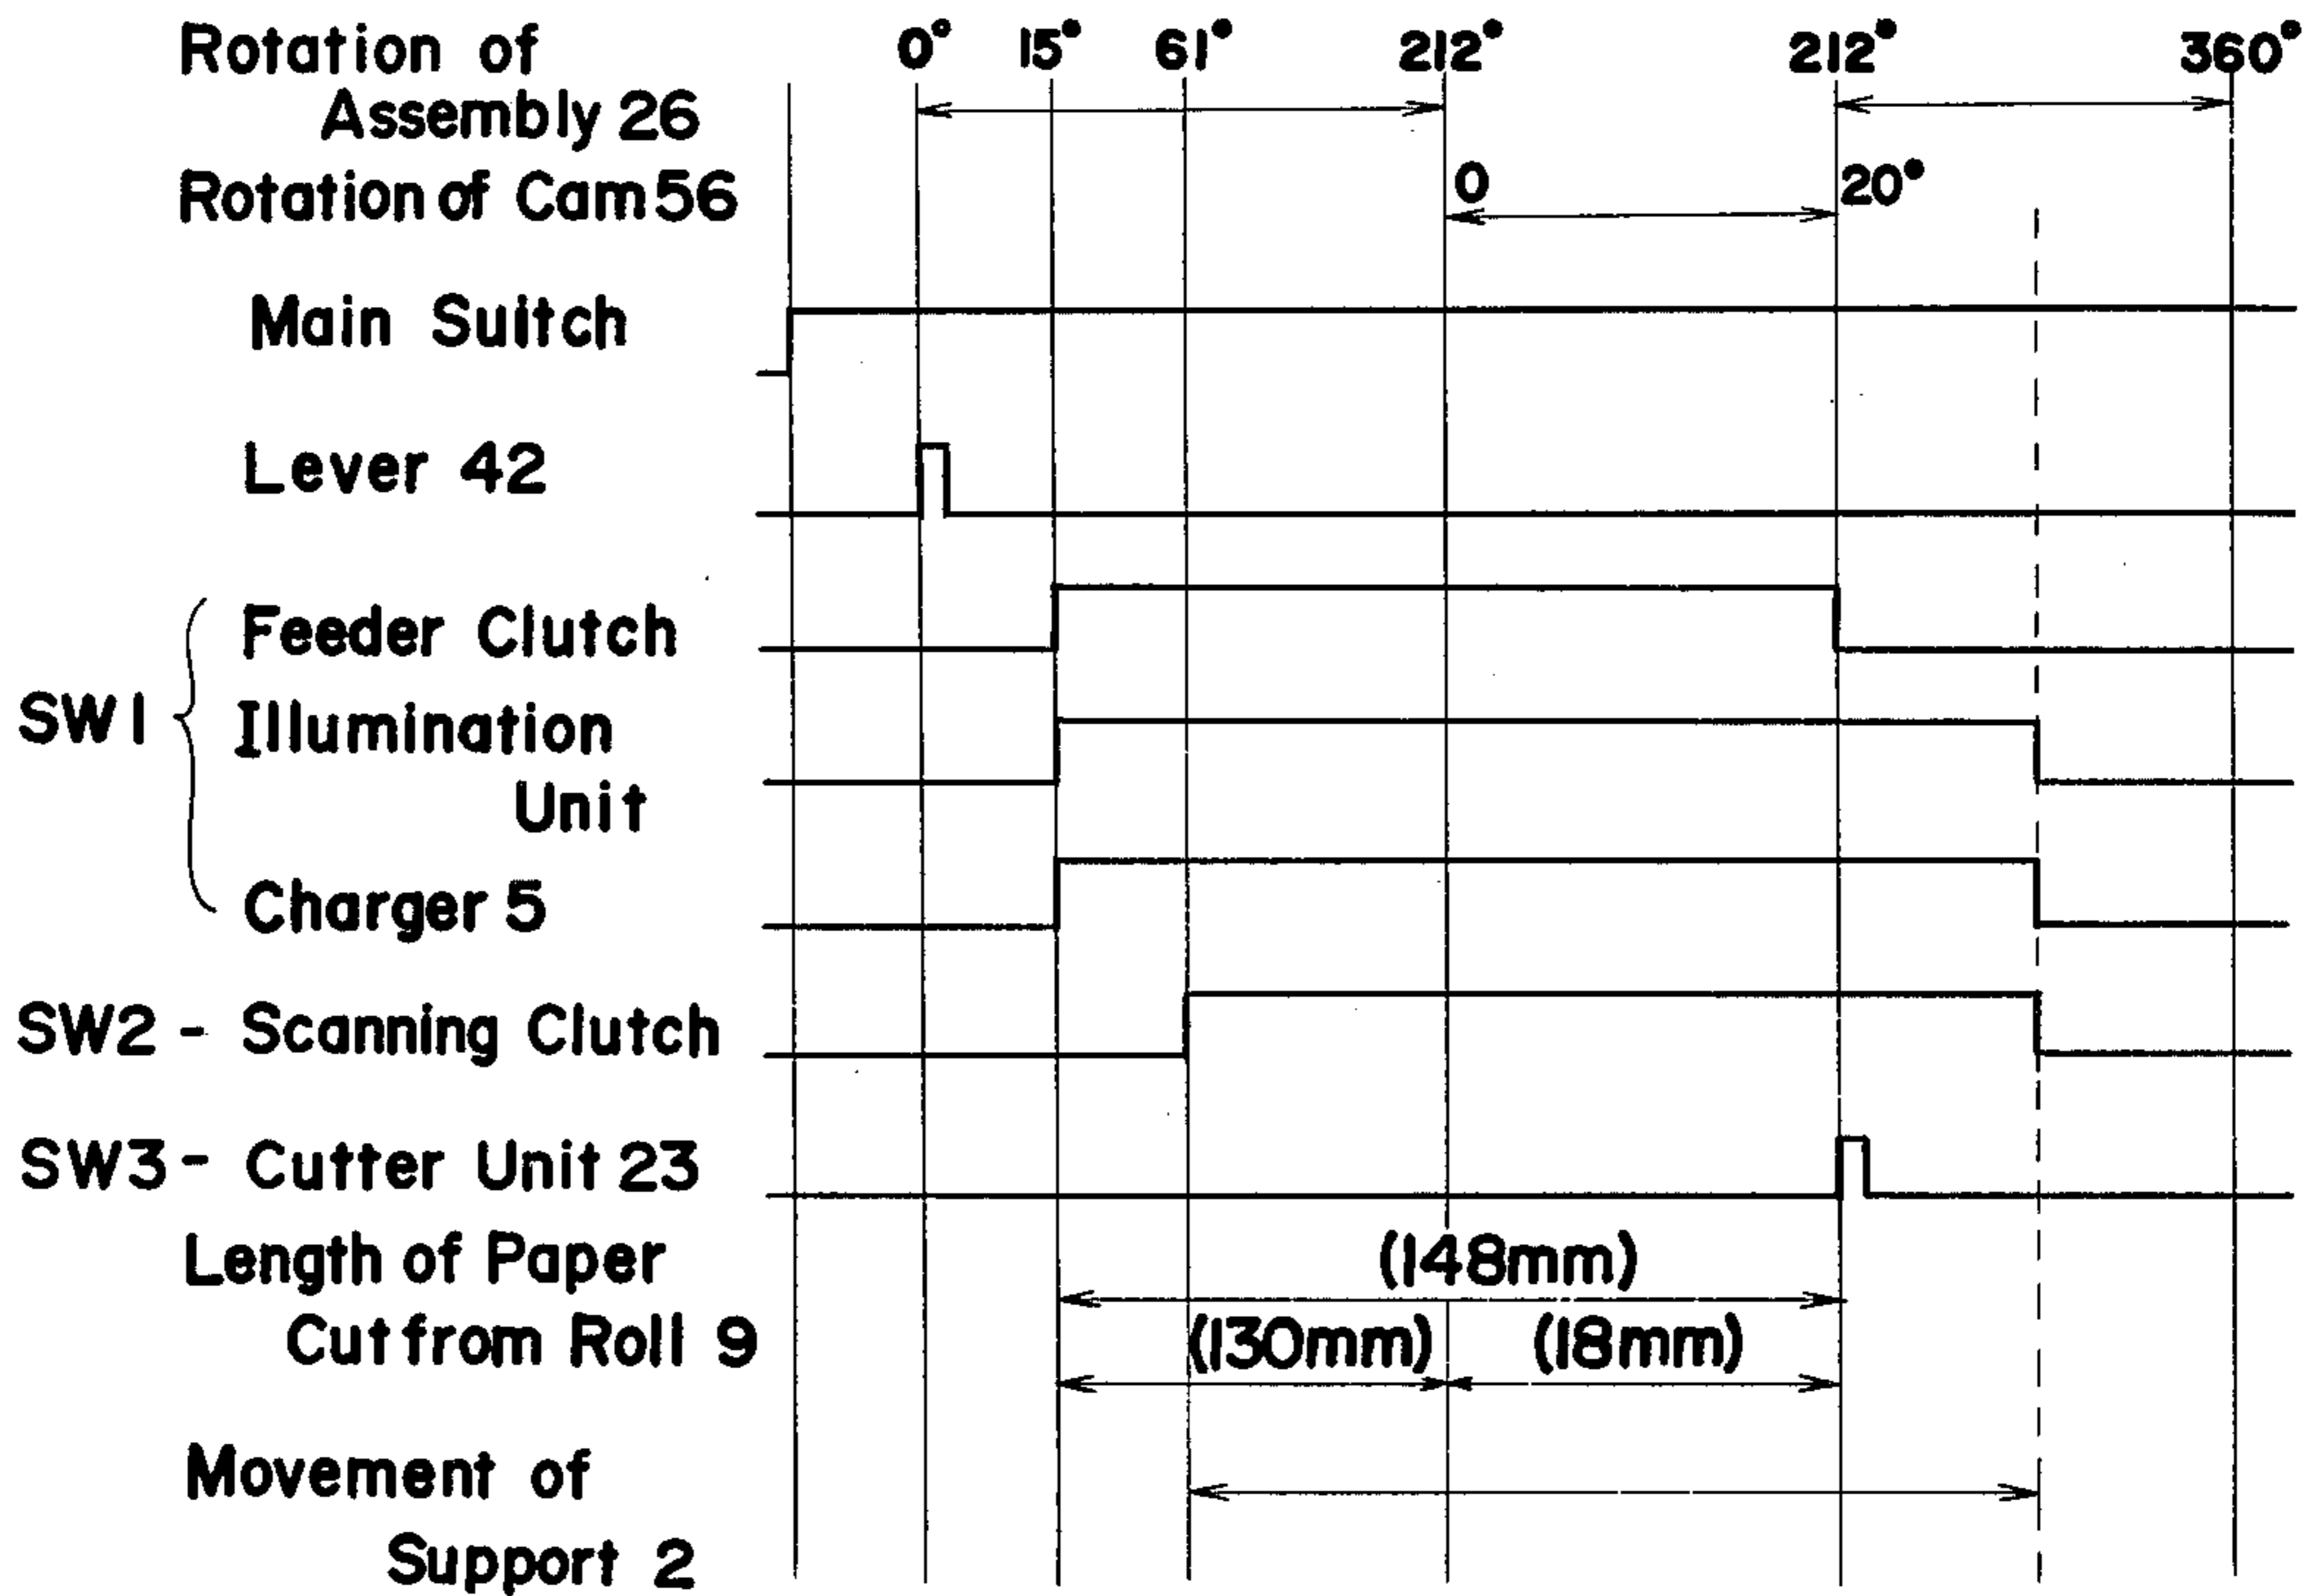 Rotation of
Assembly 26
0° 15° 61° 212° 212° 360°
Rotation of Cam 56
0 20°
Main Suitch
Lever 42
SW1
Feeder Clutch
Illumination
Unit
Charger 5
SW2 - Scanning Clutch
SW3 - Cutter Unit 23
Length of Paper
Cut from Roll 9
(148mm)
(130mm) (18mm)
Movement of
Support 2